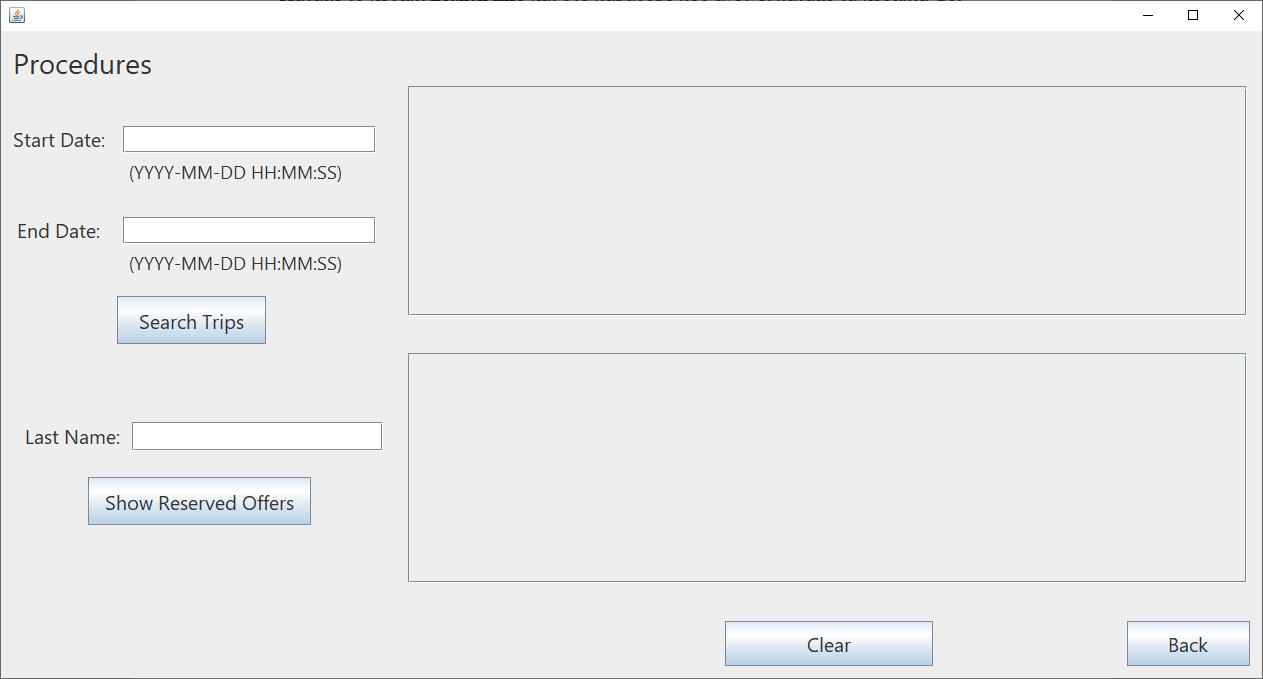 Procedures
Start Date:
(YYYY-MM-DD HH:MM:SS)
End Date:
(YYYY-MM-DD HH:MM:SS)
Search Trips
Last Name:
Show Reserved Offers
Clear
Back